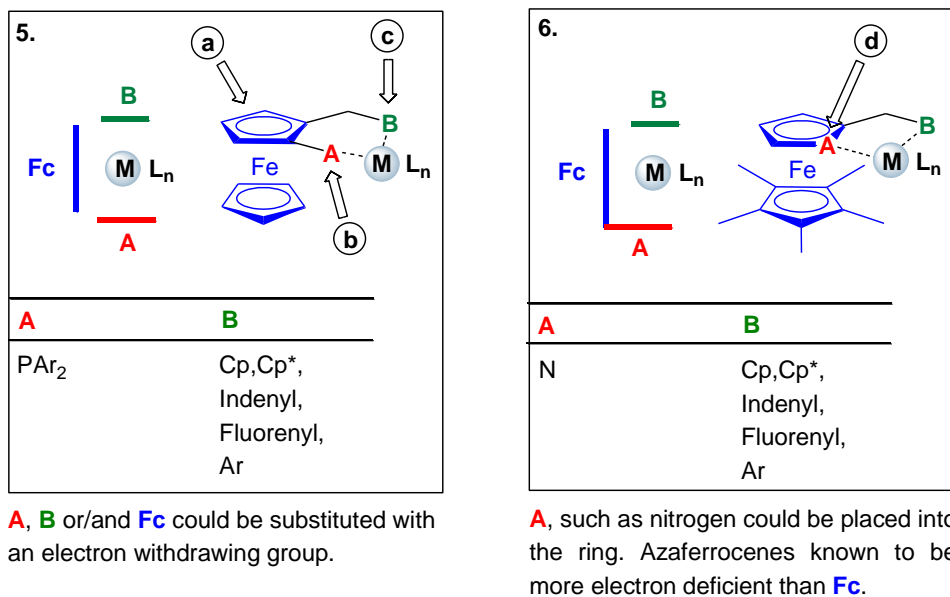 5.
a
c
B
B
Fc
M
Ln
A
M
Ln
Fe
A
b
A
B
PAr2
Cp,Cp*,
Indenyl,
Fluorenyl,
Ar
A, B or/and Fc could be substituted with
an electron withdrawing group.
6.
d
B
B
Fc
M
Ln
A
M
Ln
Fe
A
A
B
N
Cp,Cp*,
Indenyl,
Fluorenyl,
Ar
A, such as nitrogen could be placed into
the ring. Azaferrocenes known to be
more electron deficient than Fc.